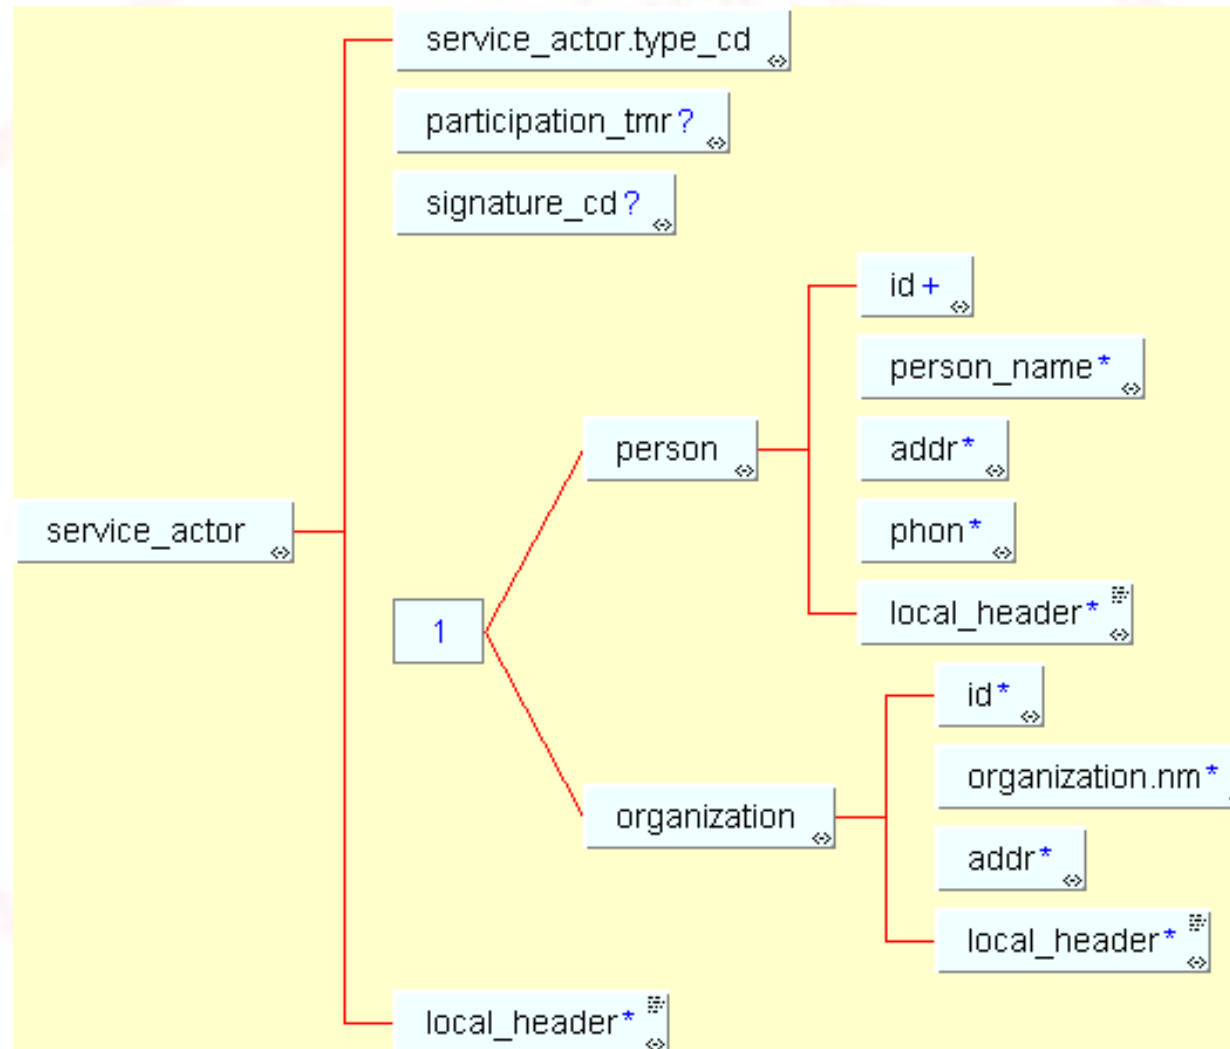 service_actor.type_cd
participation_tmr?
signature_cd?
id+
person_name*
person
addr*
phon*
service_actor
local_header*
1
id*
organization.nm*
organization
addr*
local_header*
local_header*